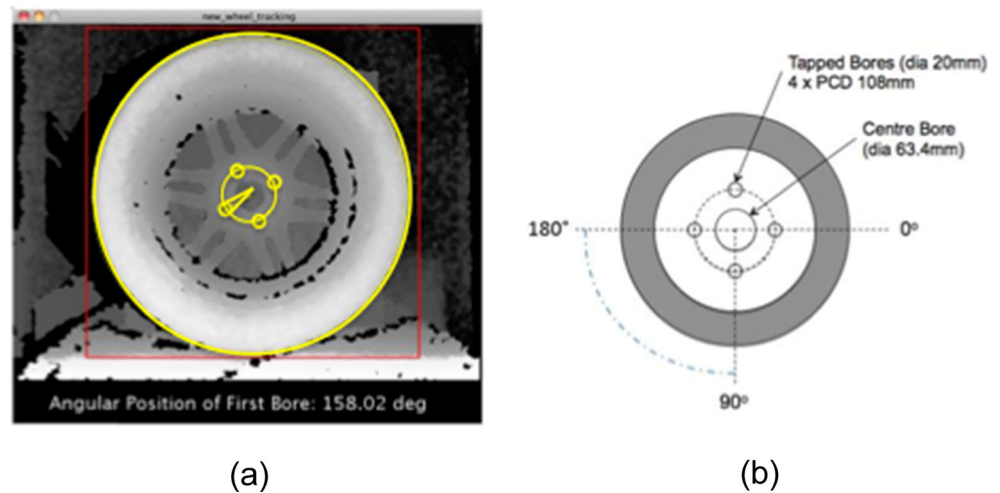 new_wheel_tracking
Angular Position of First Bore: 158.02 deg
(a)
Tapped Bores (dia 20mm)
4 x PCD 108mm
Centre Bore
(dia 63.4mm)
180°
0°
90°
(b)